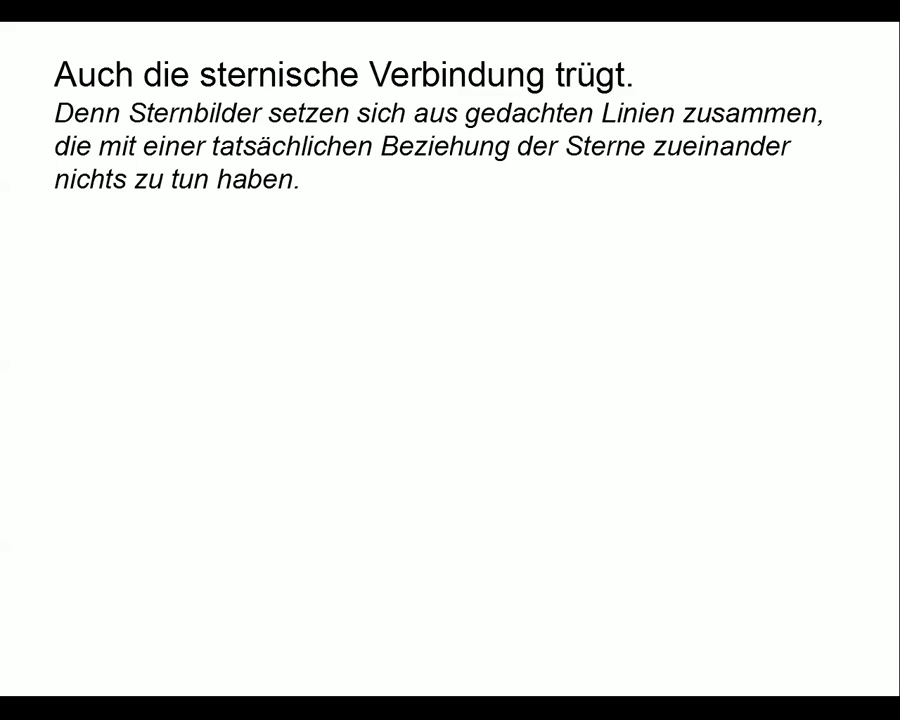 Auch die sternische Verbindung trügt.
Denn Sternbilder setzen sich aus gedachten Linien zusammen,
die mit einer tatsächlichen Beziehung der Sterne zueinander
nichts zu tun haben.